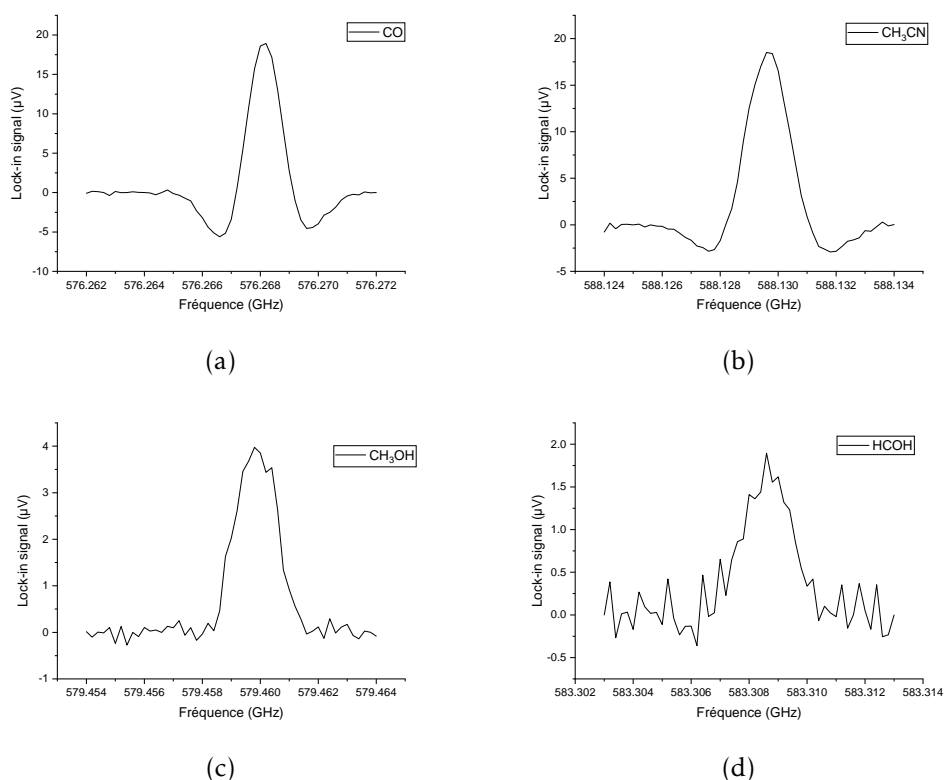 20
15
10
5
0
-5
-10
Lock-in signal (µV)
CO
576.262 576.264 576.266 576.268 576.270 576.272
Fréquence (GHz)
(a)
20
15
10
5
0
-5
Lock-in signal (µV)
CH₃CN
588.124 588.126 588.128 588.130 588.132 588.134
Fréquence (GHz)
(b)
4
3
2
1
0
-1
Lock-in signal (µV)
CH₃OH
579.454 579.456 579.458 579.460 579.462 579.464
Fréquence (GHz)
(c)
2.0
1.5
1.0
0.5
0.0
-0.5
Lock-in signal (µV)
HCOH
583.302 583.304 583.306 583.308 583.310 583.312 583.314
Fréquence (GHz)
(d)